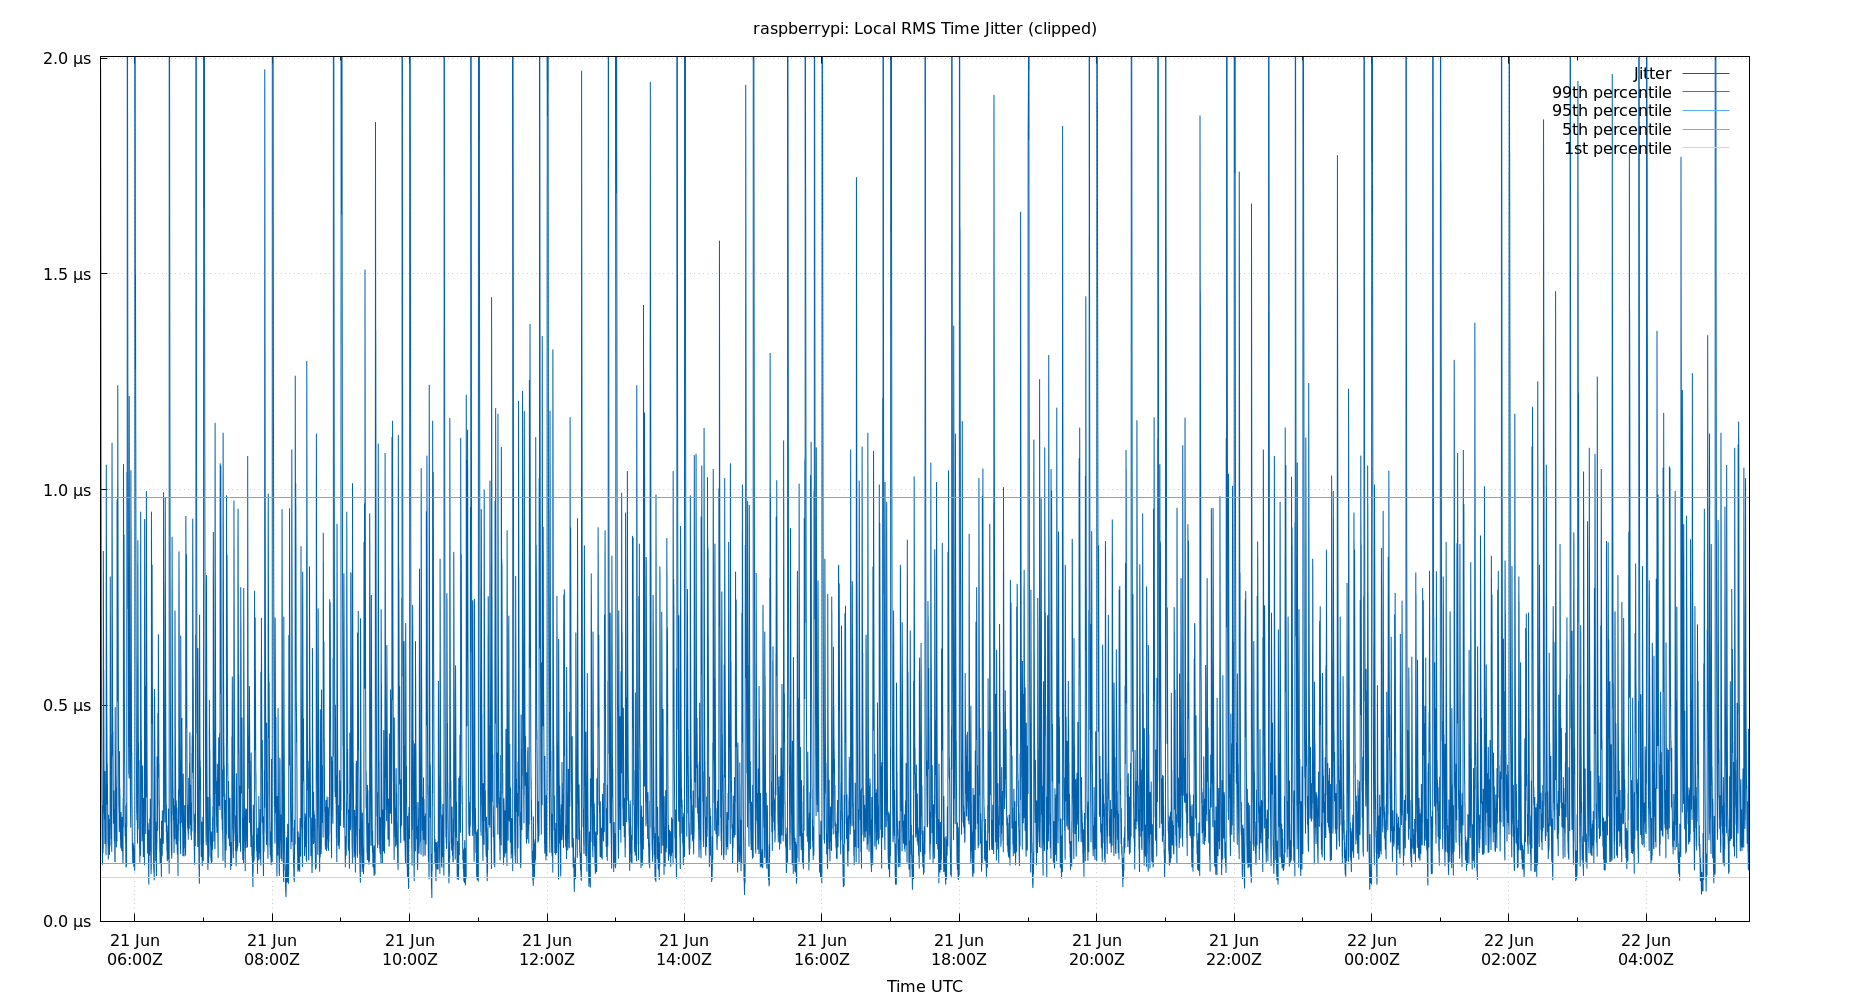 raspberrypi: Local RMS Time Jitter (clipped)
2.0 µs
1.5 µs
1.0 µs
0.5 µs
0.0 µs
Jitter
99th percentile
95th percentile
5th percentile
1st percentile
21 Jun 21 Jun 21 Jun 21 Jun 21 Jun 21 Jun 21 Jun 21 Jun 21 Jun 22 Jun 22 Jun 22 Jun
06:00Z 08:00Z 10:00Z 12:00Z 14:00Z 16:00Z 18:00Z 20:00Z 22:00Z 00:00Z 02:00Z 04:00Z
Time UTC